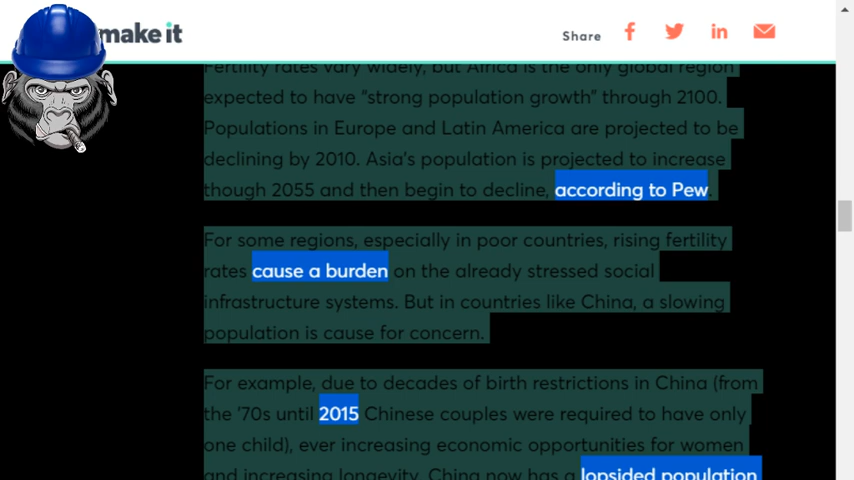 make it
Share
Fertility rates vary widely, but Africa is the only global region
expected to have "strong population growth" through 2100.
Populations in Europe and Latin America are projected to be
declining by 2010. Asia's population is projected to increase
though 2055 and then begin to decline, according to Pew.
For some regions, especially in poor countries, rising fertility
rates cause a burden on the already stressed social
infrastructure systems. But in countries like China, a slowing
population is cause for concern.
For example, due to decades of birth restrictions in China (from
the '70s until 2015 Chinese couples were required to have only
one child), ever increasing economic opportunities for women
and increasing longevity, China now has a lopsided population